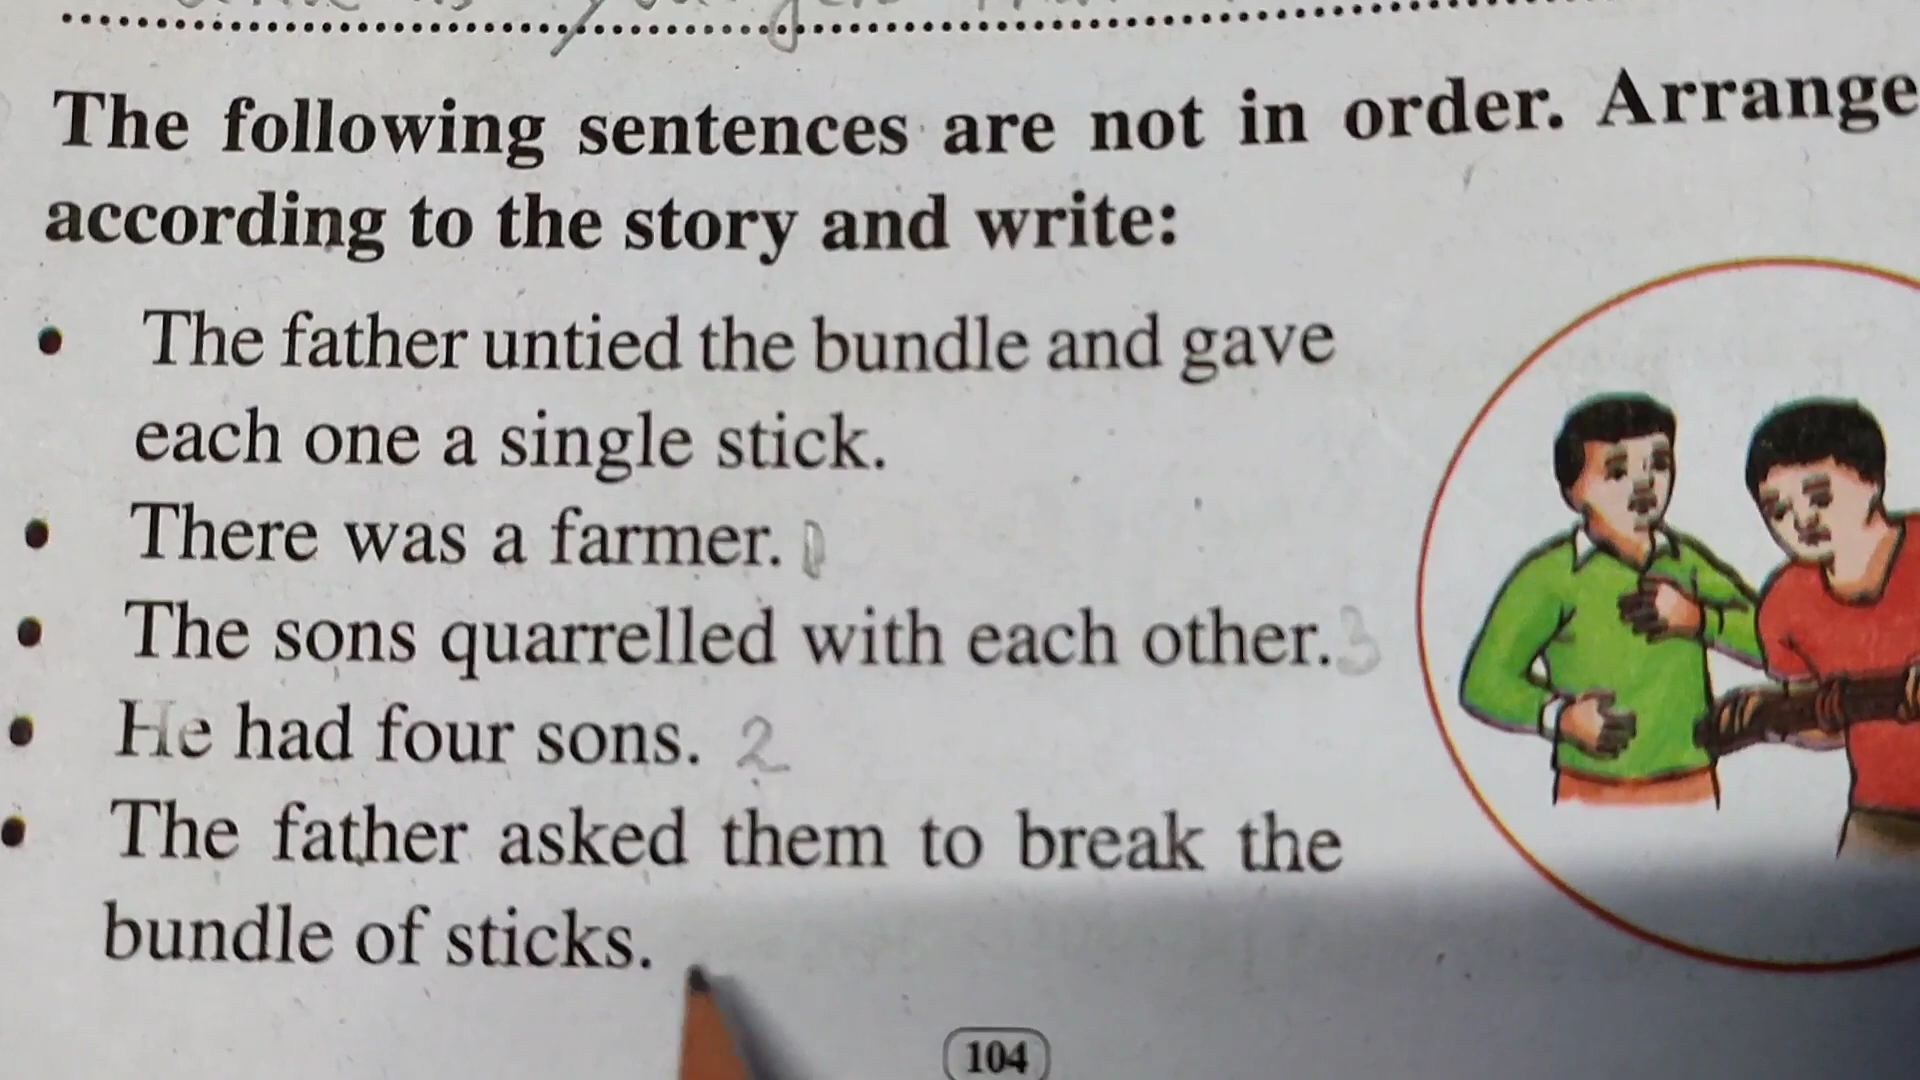 The following sentences are not in order. Arrange
according to the story and write:
• The father untied the bundle and gave
each one a single stick.
• There was a farmer. 1
• The sons quarrelled with each other. 3
• He had four sons. 2
• The father asked them to break the
bundle of sticks.
104